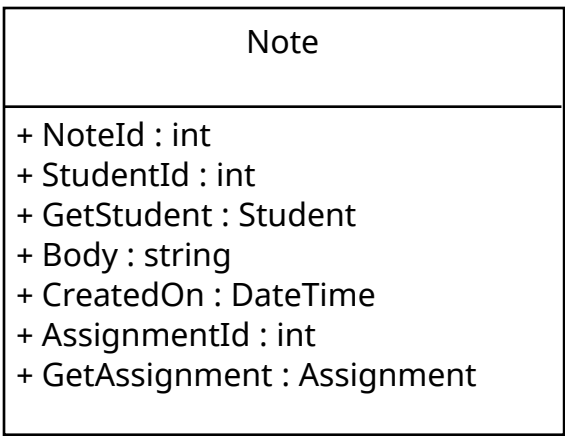 Note
+ NoteId : int
+ StudentId : int
+ GetStudent : Student
+ Body : string
+ CreatedOn : DateTime
+ AssignmentId : int
+ GetAssignment : Assignment